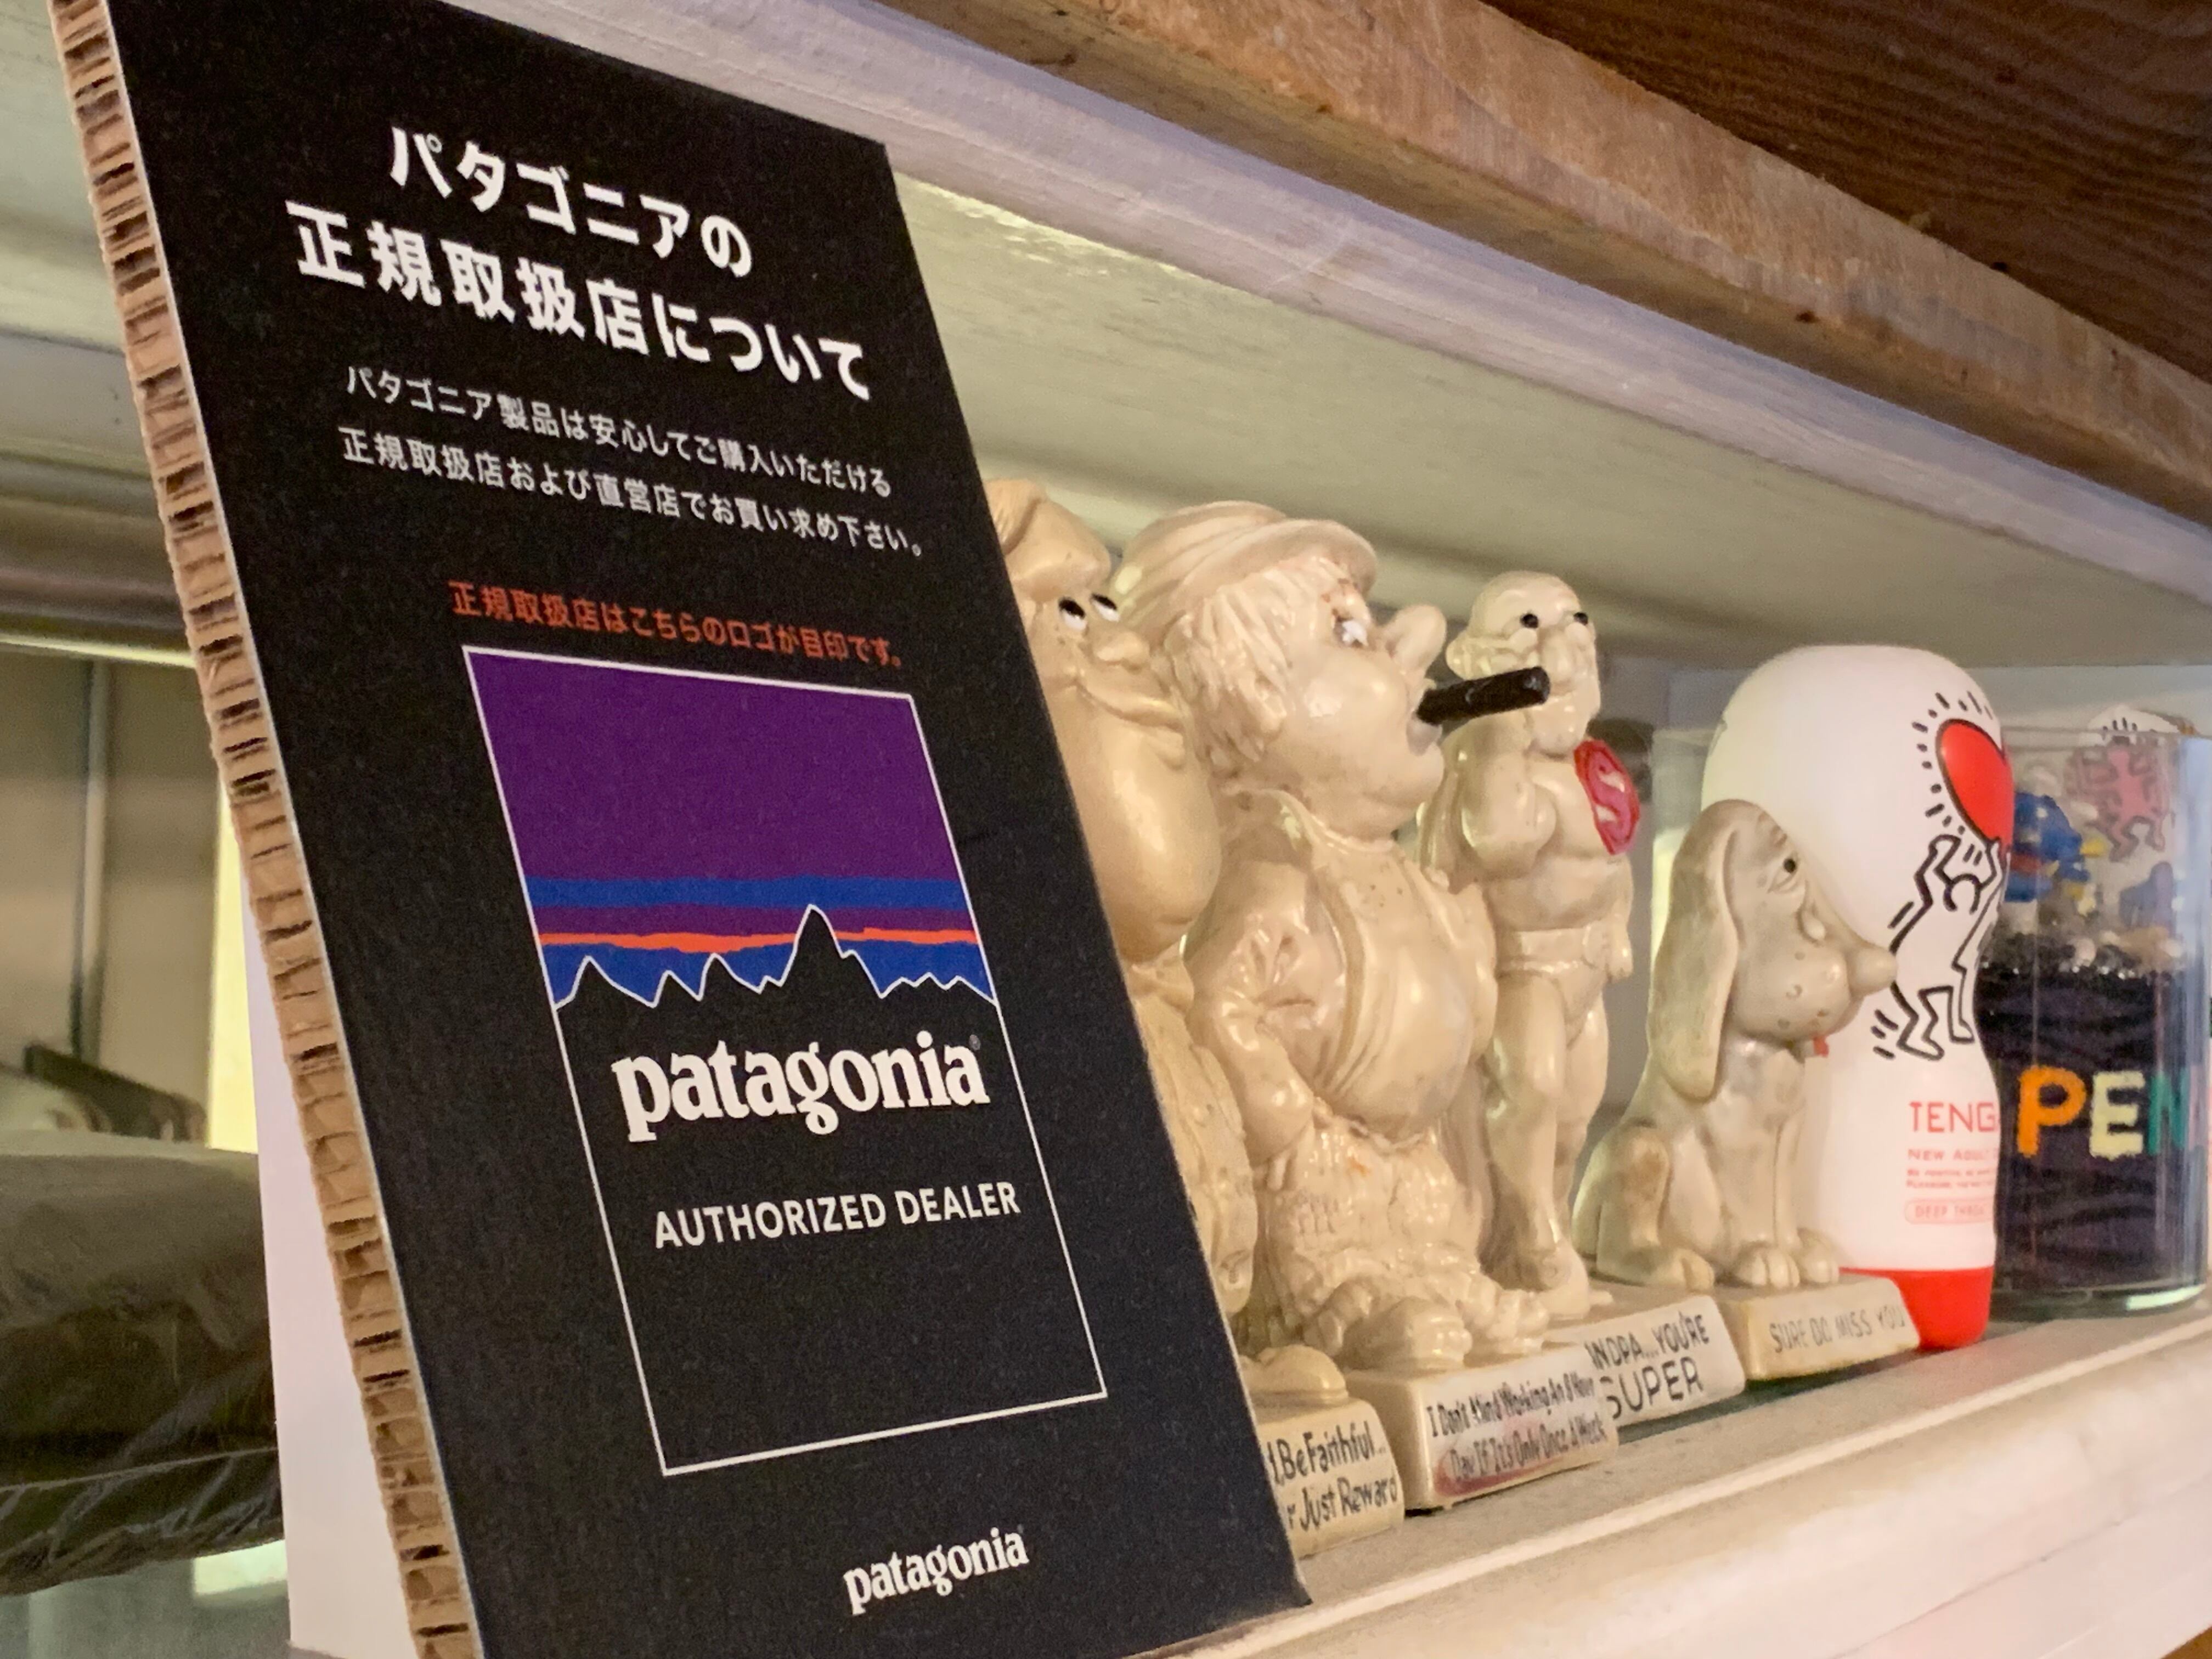 パタゴニアの
正規取扱店について
パタゴニア製品は安心してご購入いただける
正規取扱店および直営店でお買い求め下さい。
正規取扱店はこちらのロゴが目印です。
patagonia®
AUTHORIZED DEALER
patagonia
Be Faithful...
Just Reward
I Don't Mind Working An 8 Hour
Day If It's Only Once A Week
YOU'RE
SUPER
SURE DO MISS YOU
S
TENG
NEW
DEEP
PEN